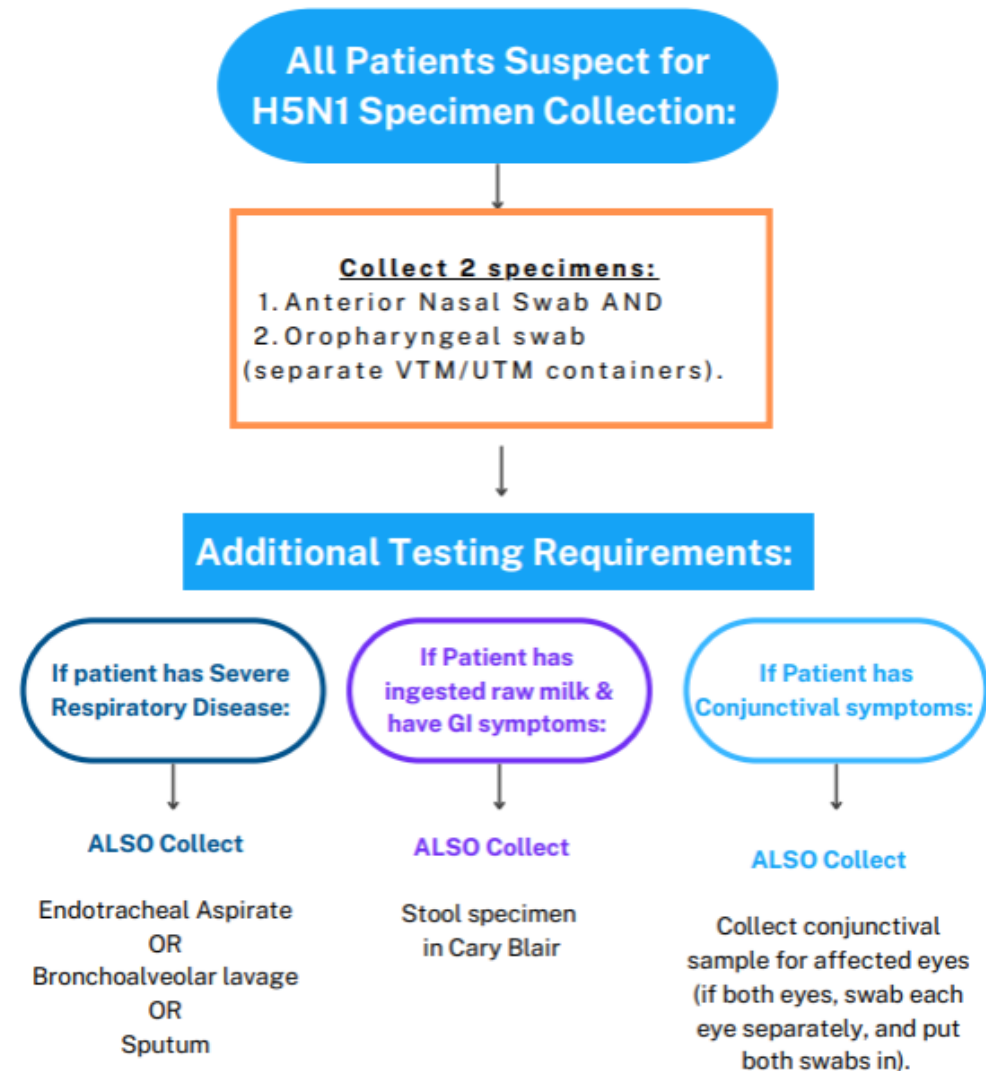 All Patients Suspect for
H5N1 Specimen Collection:
Collect 2 specimens:
1. Anterior Nasal Swab AND
2. Oropharyngeal swab
(separate VTM/UTM containers).
Additional Testing Requirements:
If patient has Severe
Respiratory Disease:
ALSO Collect
Endotracheal Aspirate
OR
Bronchoalveolar lavage
OR
Sputum
If Patient has
ingested raw milk &
have GI symptoms:
ALSO Collect
Stool specimen
in Cary Blair
If Patient has
Conjunctival symptoms:
ALSO Collect
Collect conjunctival
sample for affected eyes
(if both eyes, swab each
eye separately, and put
both swabs in).